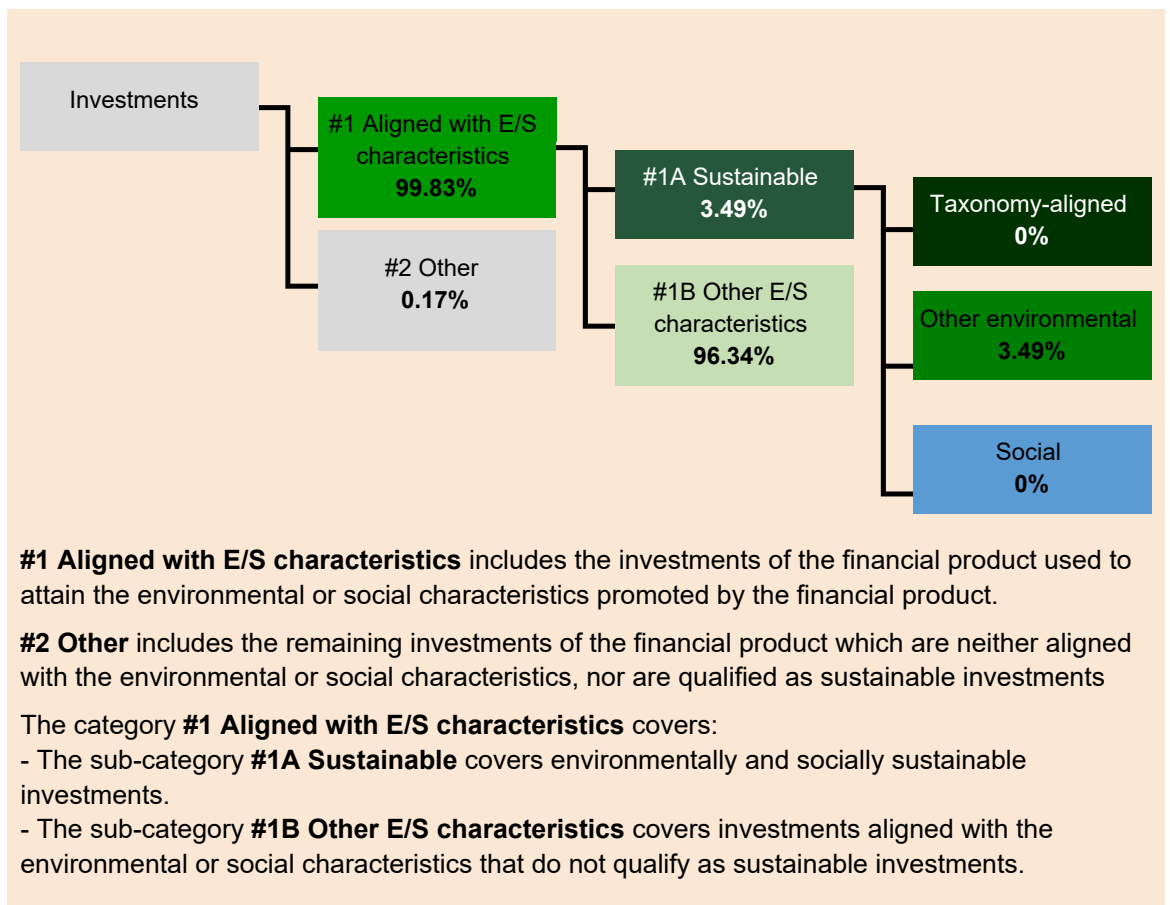 Investments
#1 Aligned with E/S
characteristics
99.83%
#2 Other
0.17%
#1A Sustainable
3.49%
#1B Other E/S
characteristics
96.34%
Taxonomy-aligned
0%
Other environmental
3.49%
Social
0%
#1 Aligned with E/S characteristics includes the investments of the financial product used to
attain the environmental or social characteristics promoted by the financial product.
#2 Other includes the remaining investments of the financial product which are neither aligned
with the environmental or social characteristics, nor are qualified as sustainable investments
The category #1 Aligned with E/S characteristics covers:
- The sub-category #1A Sustainable covers environmentally and socially sustainable
investments.
- The sub-category #1B Other E/S characteristics covers investments aligned with the
environmental or social characteristics that do not qualify as sustainable investments.